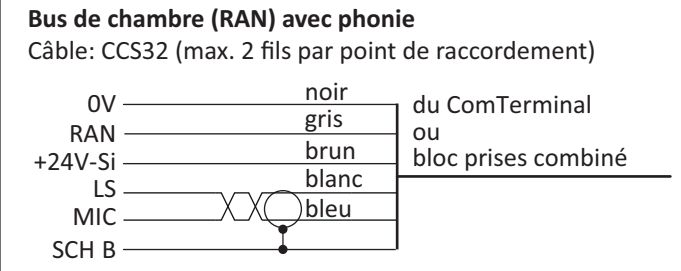 Bus de chambre (RAN) avec phonie
Câble: CCS32 (max. 2 fils par point de raccordement)
0V noir
RAN gris
+24V-Si brun
LS blanc
MIC bleu
SCH B
du ComTerminal
ou
bloc prises combiné